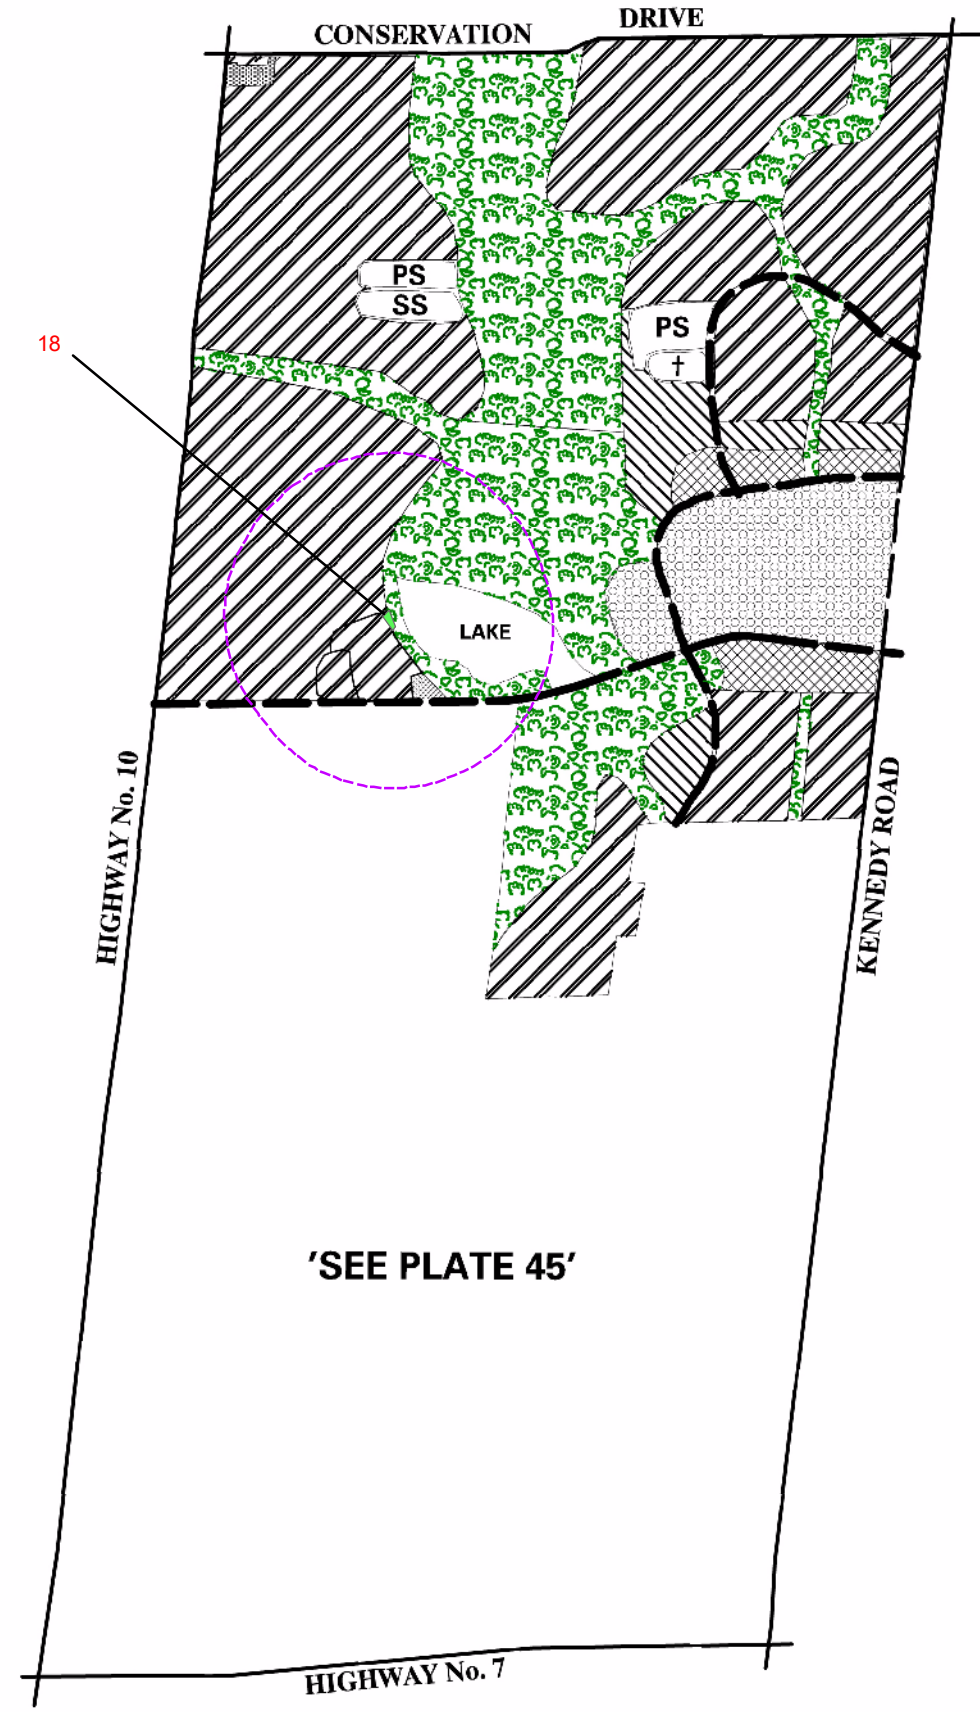 CONSERVATION DRIVE
PS
SS
PS
†
18
LAKE
HIGHWAY No. 10
KENNEDY ROAD
'SEE PLATE 45'
HIGHWAY No. 7